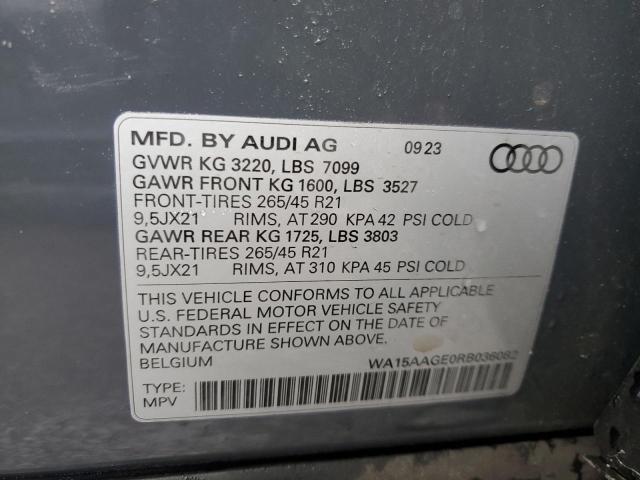 MFD. BY AUDI AG 09 23
GVWR KG 3220, LBS 7099
GAWR FRONT KG 1600, LBS 3527
FRONT-TIRES 265/45 R21
9,5JX21 RIMS, AT 290 KPA 42 PSI COLD
GAWR REAR KG 1725, LBS 3803
REAR-TIRES 265/45 R21
9,5JX21 RIMS, AT 310 KPA 45 PSI COLD
THIS VEHICLE CONFORMS TO ALL APPLICABLE
U.S. FEDERAL MOTOR VEHICLE SAFETY
STANDARDS IN EFFECT ON THE DATE OF
MANUFACTURE SHOWN ABOVE.
BELGIUM
WA15AAGE0RB036082
TYPE:
MPV